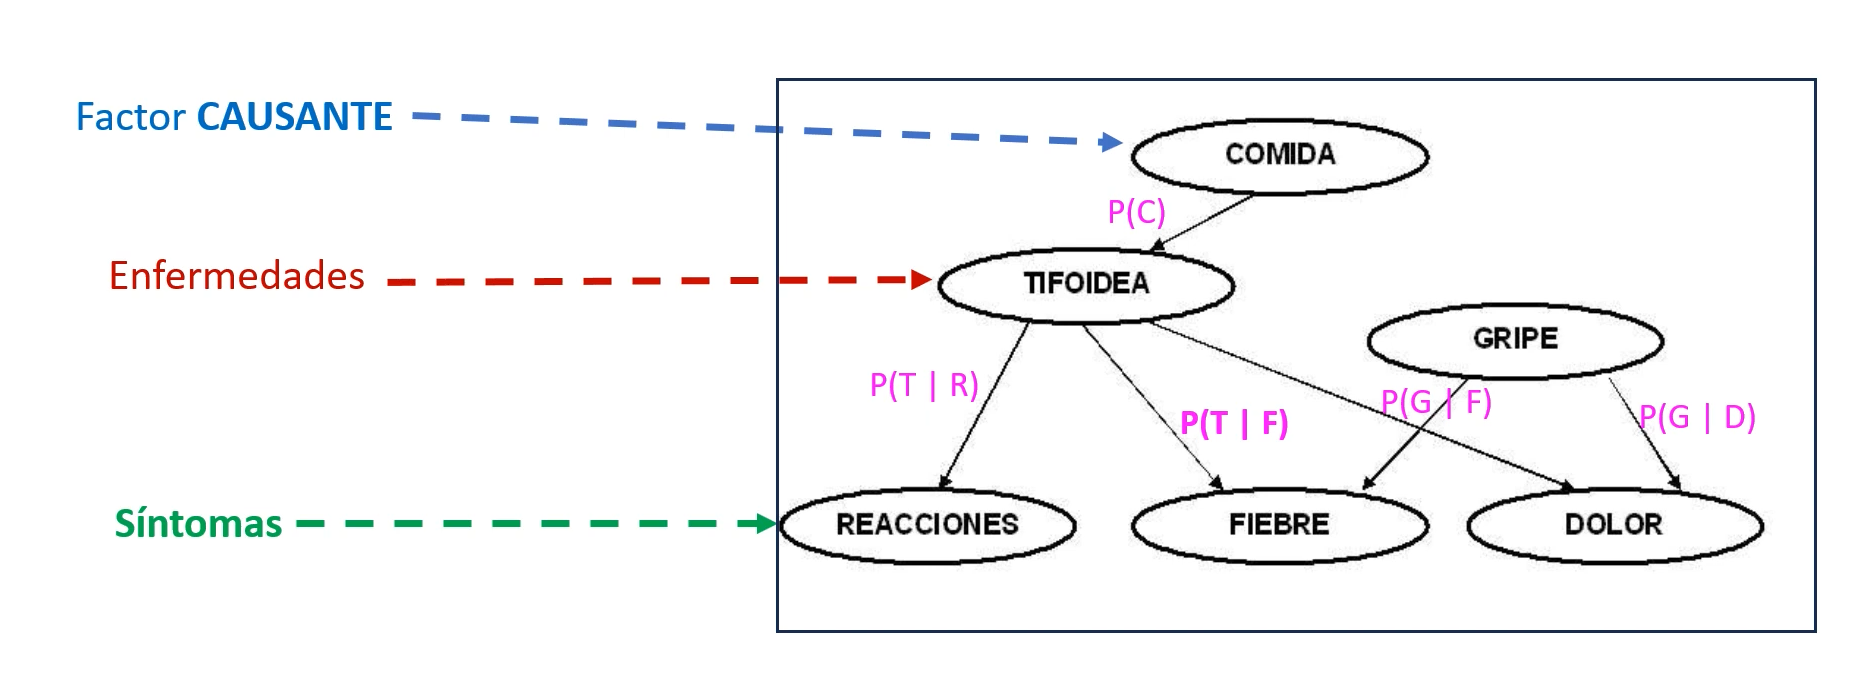 Factor CAUSANTE
COMIDA
P(C)
Enfermedades
TIFOIDEA
GRIPE
P(T | R)
P(T | F)
P(G | F)
P(G | D)
Síntomas
REACCIONES
FIEBRE
DOLOR